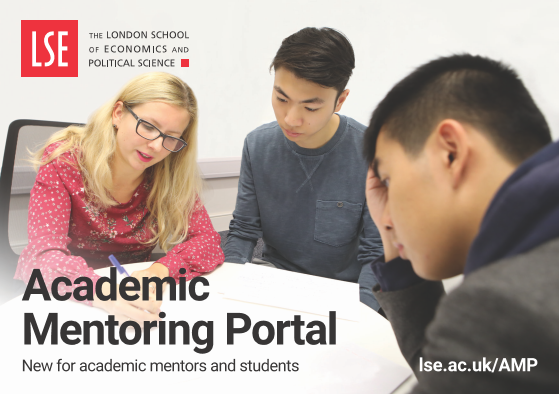 LSE
THE LONDON SCHOOL
OF ECONOMICS AND
POLITICAL SCIENCE
Academic
Mentoring Portal
New for academic mentors and students
lse.ac.uk/AMP